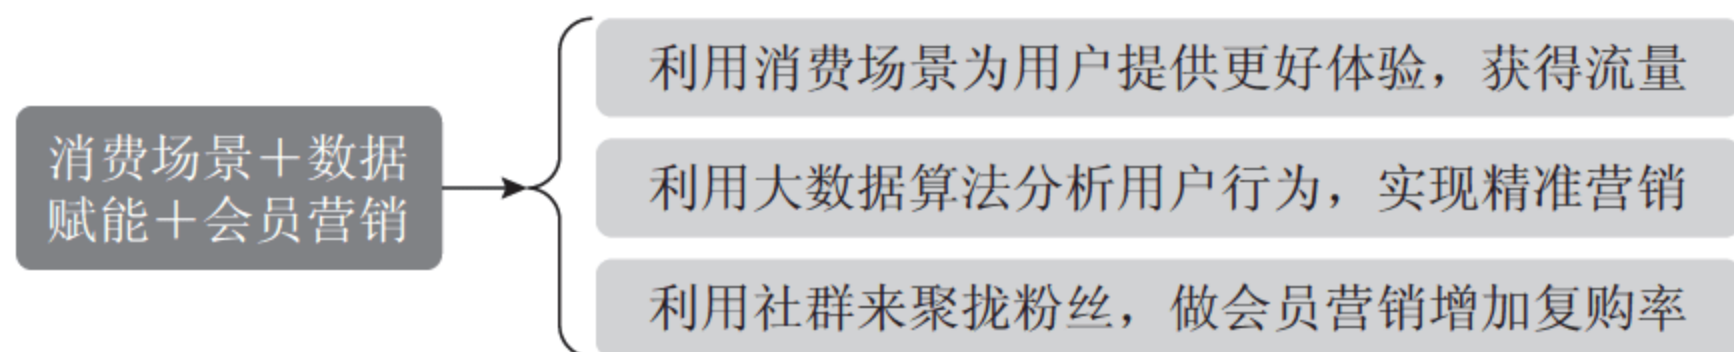 消费场景＋数据
赋能＋会员营销
利用消费场景为用户提供更好体验，获得流量
利用大数据算法分析用户行为，实现精准营销
利用社群来聚拢粉丝，做会员营销增加复购率